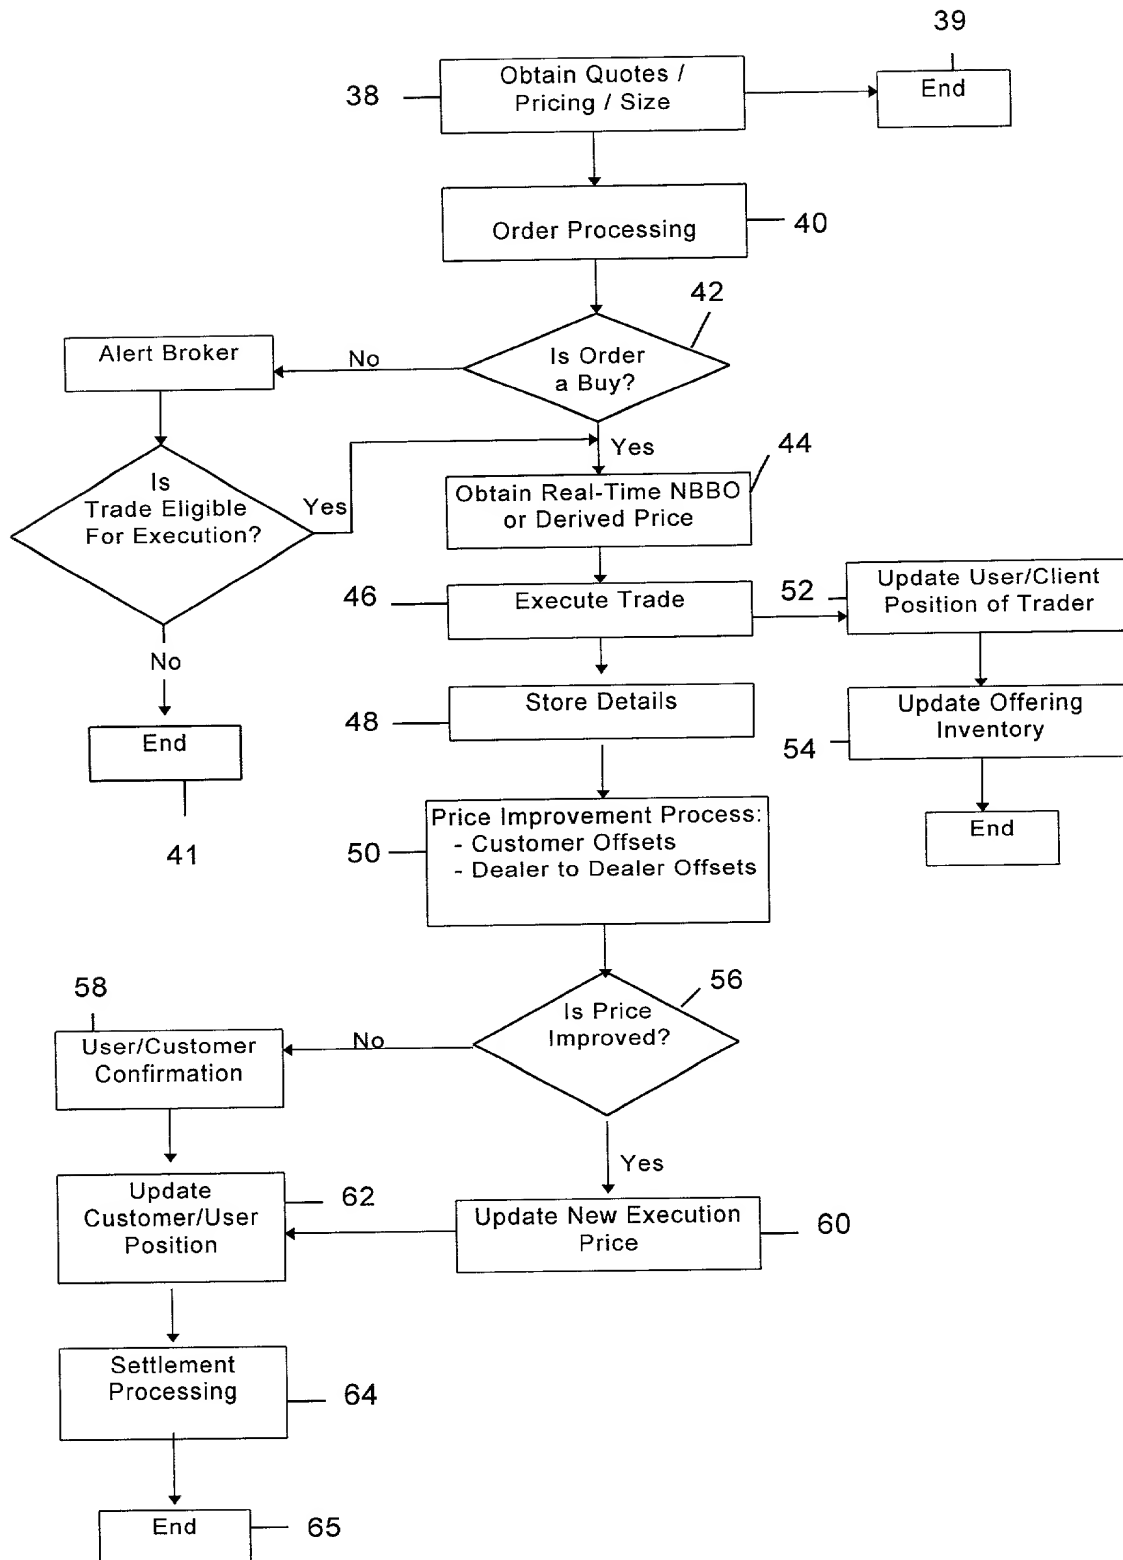 39
38
Obtain Quotes /
Pricing / Size
End
Order Processing
40
42
Alert Broker
No
Is Order
a Buy?
Yes
44
Is
Trade Eligible
For Execution?
Yes
Obtain Real-Time NBBO
or Derived Price
46
Execute Trade
52
Update User/Client
Position of Trader
No
48
Store Details
54
Update Offering
Inventory
End
41
50
Price Improvement Process:
- Customer Offsets
- Dealer to Dealer Offsets
End
58
56
Is Price
Improved?
No
User/Customer
Confirmation
Yes
Update
Customer/User
Position
62
Update New Execution
Price
60
Settlement
Processing
64
End
65